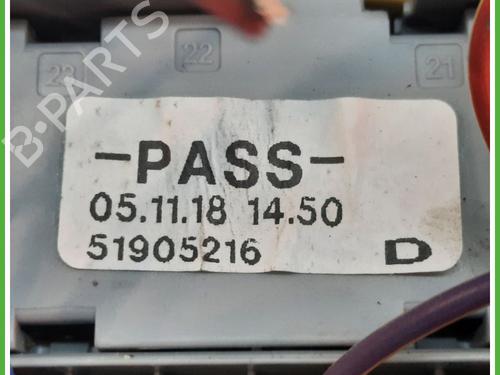 B-PARTS
22
23
21
-PASS-
05.11.18 14.50
51905216 D